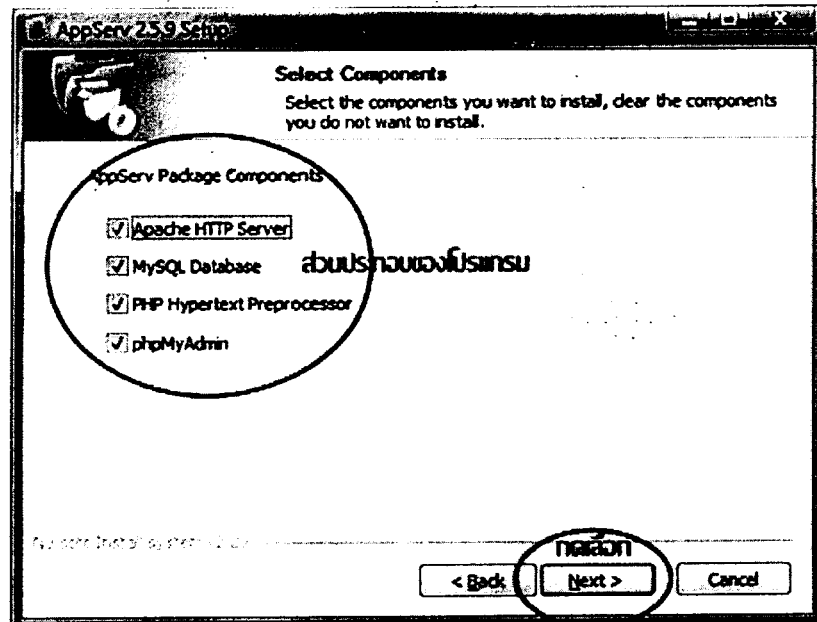 AppServ 2.5.9 Setup
Select Components
Select the components you want to install, clear the components
you do not want to install.
AppServ Package Components
Apache HTTP Server
MySQL Database
ส่วนประกอบของโปรแกรม
PHP Hypertext Preprocessor
phpMyAdmin
กดเลือก
< Back
Next >
Cancel